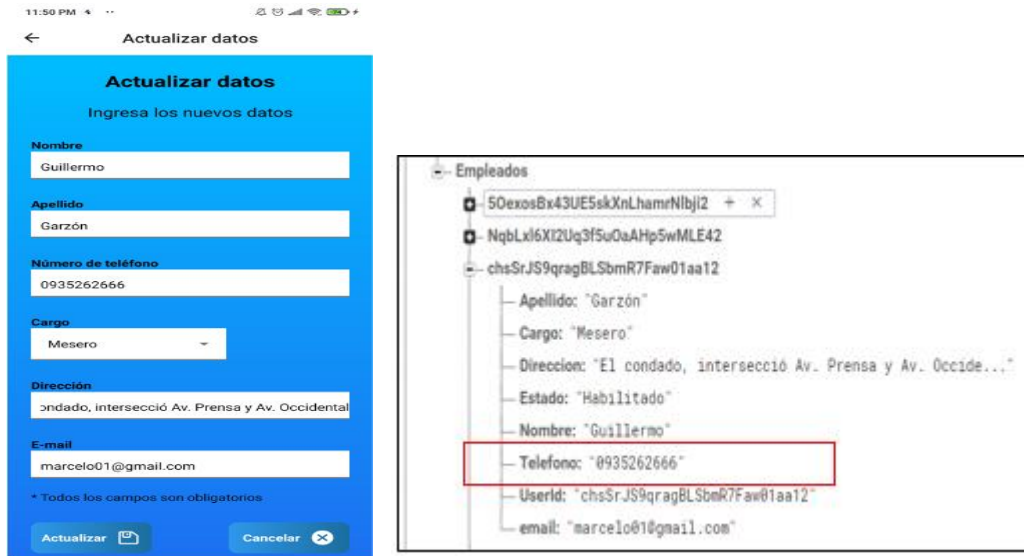 11:50 PM
Actualizar datos
Actualizar datos
Ingresa los nuevos datos
Nombre
Guillermo
Apellido
Garzón
Número de teléfono
0935262666
Cargo
Mesero
Dirección
ondado, intersecció Av. Prensa y Av. Occidental
E-mail
marcelo01@gmail.com
* Todos los campos son obligatorios
Actualizar
Cancelar
Empleados
5OexosBx43UE5skXnLhamrNlbji2
NqbLxl6XI2Uq3f5uOaAHp5wMLE42
chsSrJS9qragBLSbmR7Faw01aa12
Apellido: "Garzón"
Cargo: "Mesero"
Direccion: "El condado, intersecció Av. Prensa y Av. Occide..."
Estado: "Habilitado"
Nombre: "Guillermo"
Telefono: "0935262666"
UserId: "chsSrJS9qragBLSbmR7Faw01aa12"
email: "marcelo01@gmail.com"